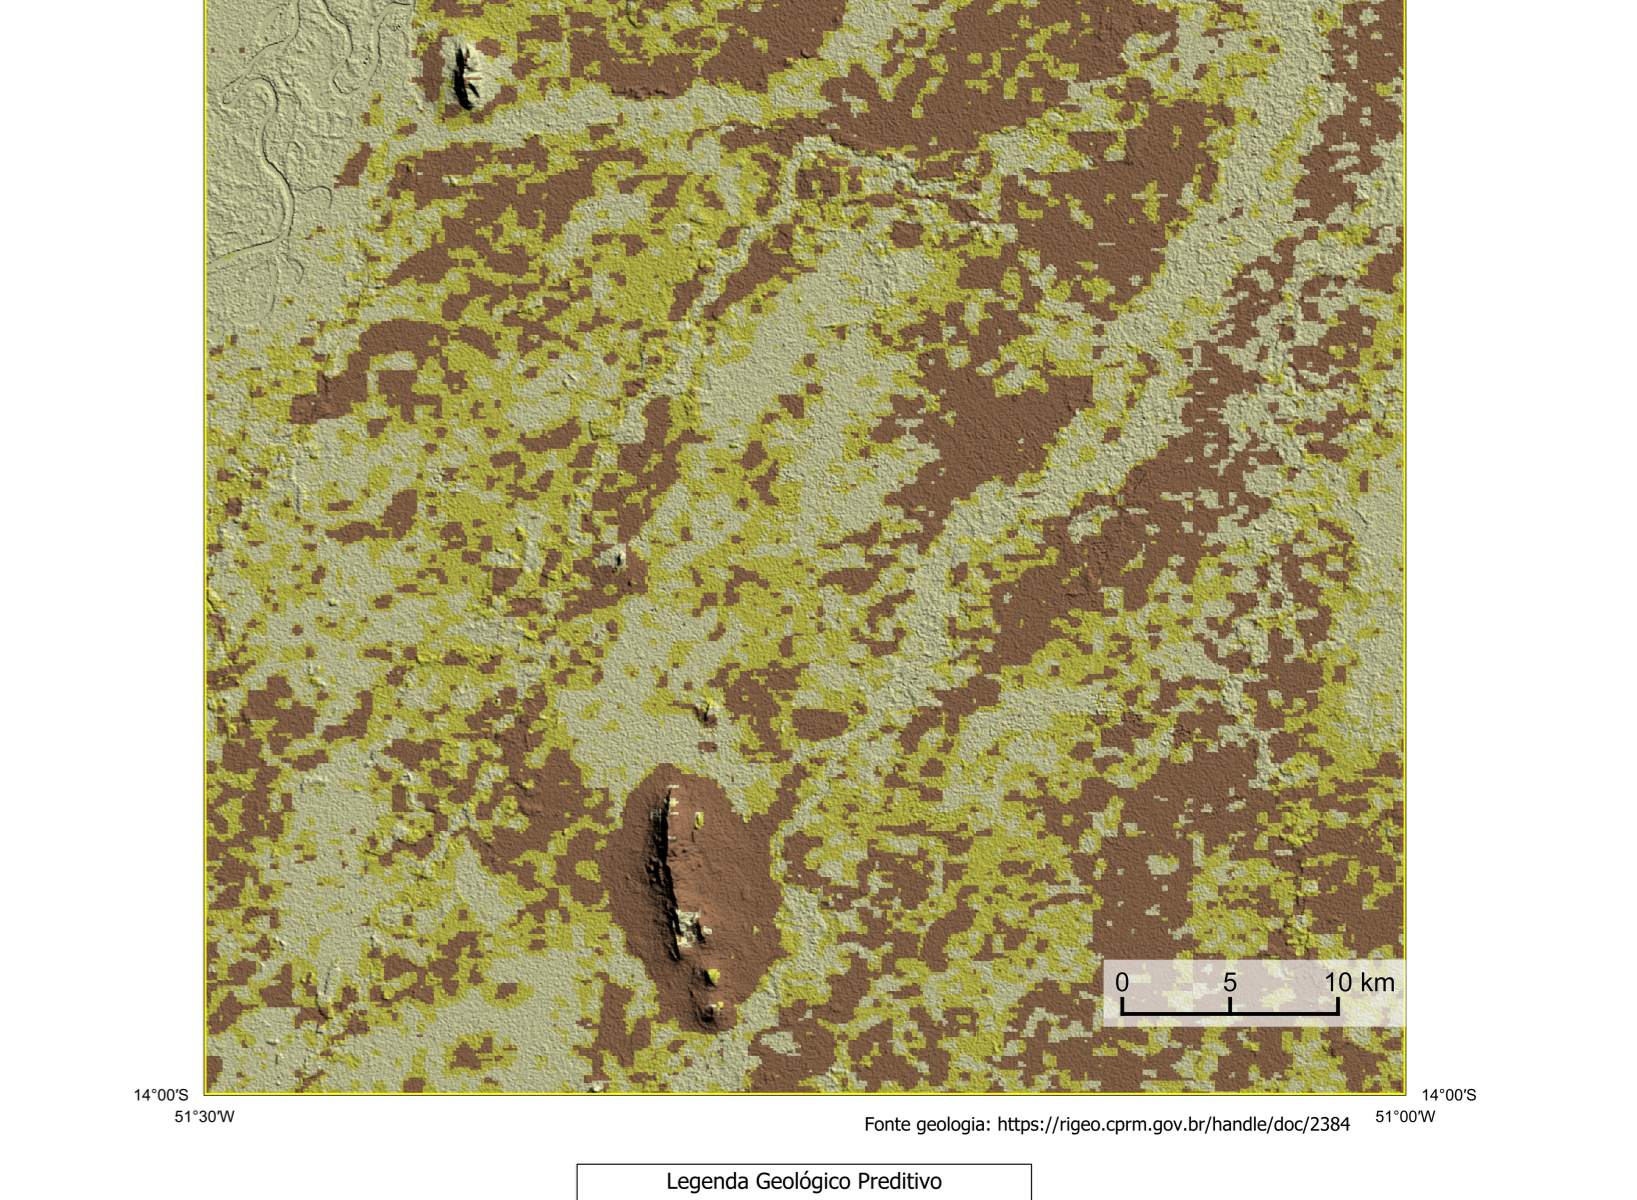 0 5 10 km
14°00'S 14°00'S
51°30'W 51°00'W
Fonte geologia: https://rigeo.cprm.gov.br/handle/doc/2384
Legenda Geológico Preditivo